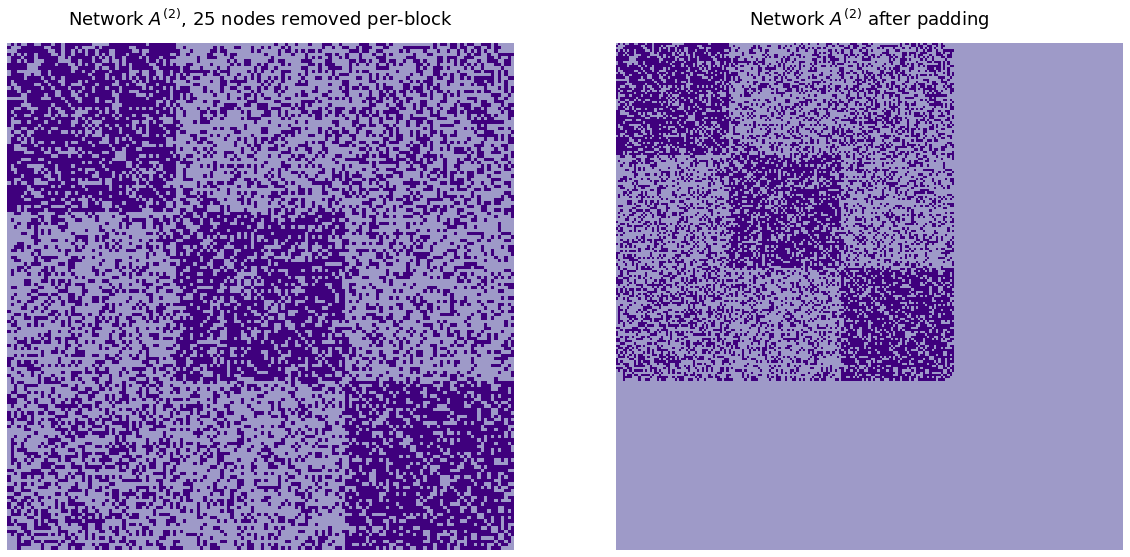 Network A⁽²⁾, 25 nodes removed per-block
Network A⁽²⁾ after padding